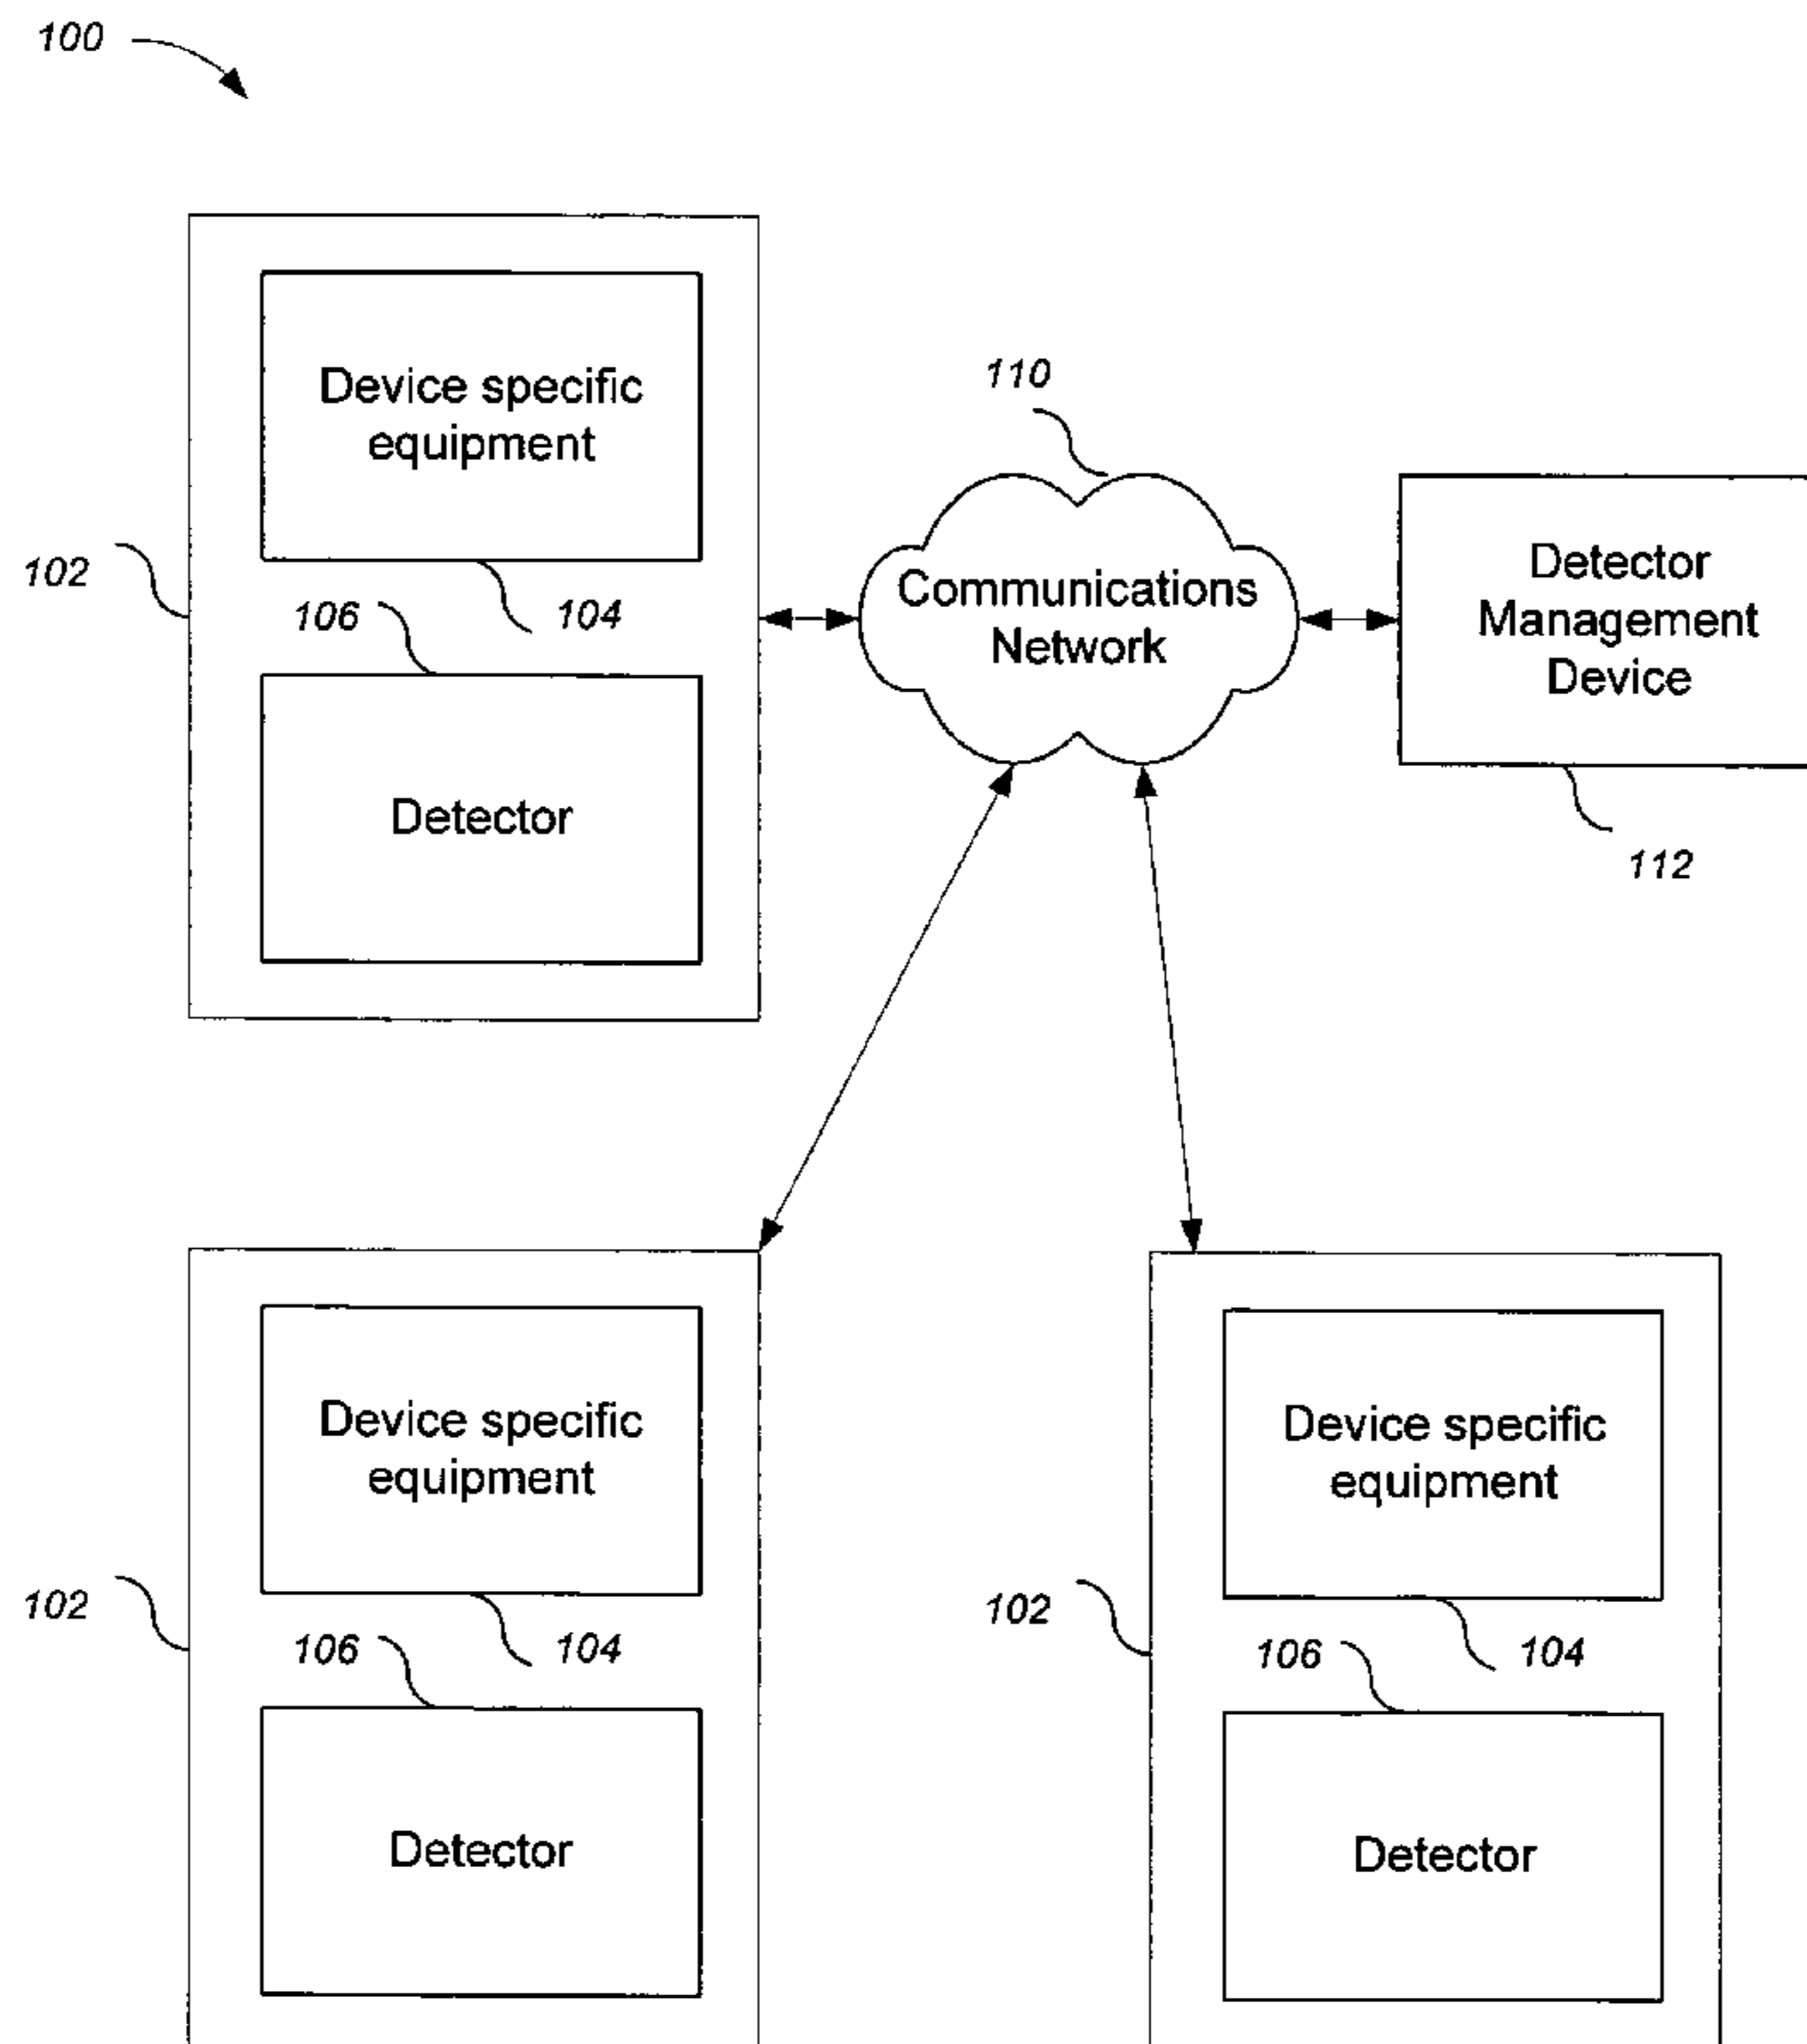 100
Device specific
equipment
102
106
104
Detector
110
Communications
Network
Detector
Management
Device
112
Device specific
equipment
102
106
104
Detector
Device specific
equipment
102
106
104
Detector